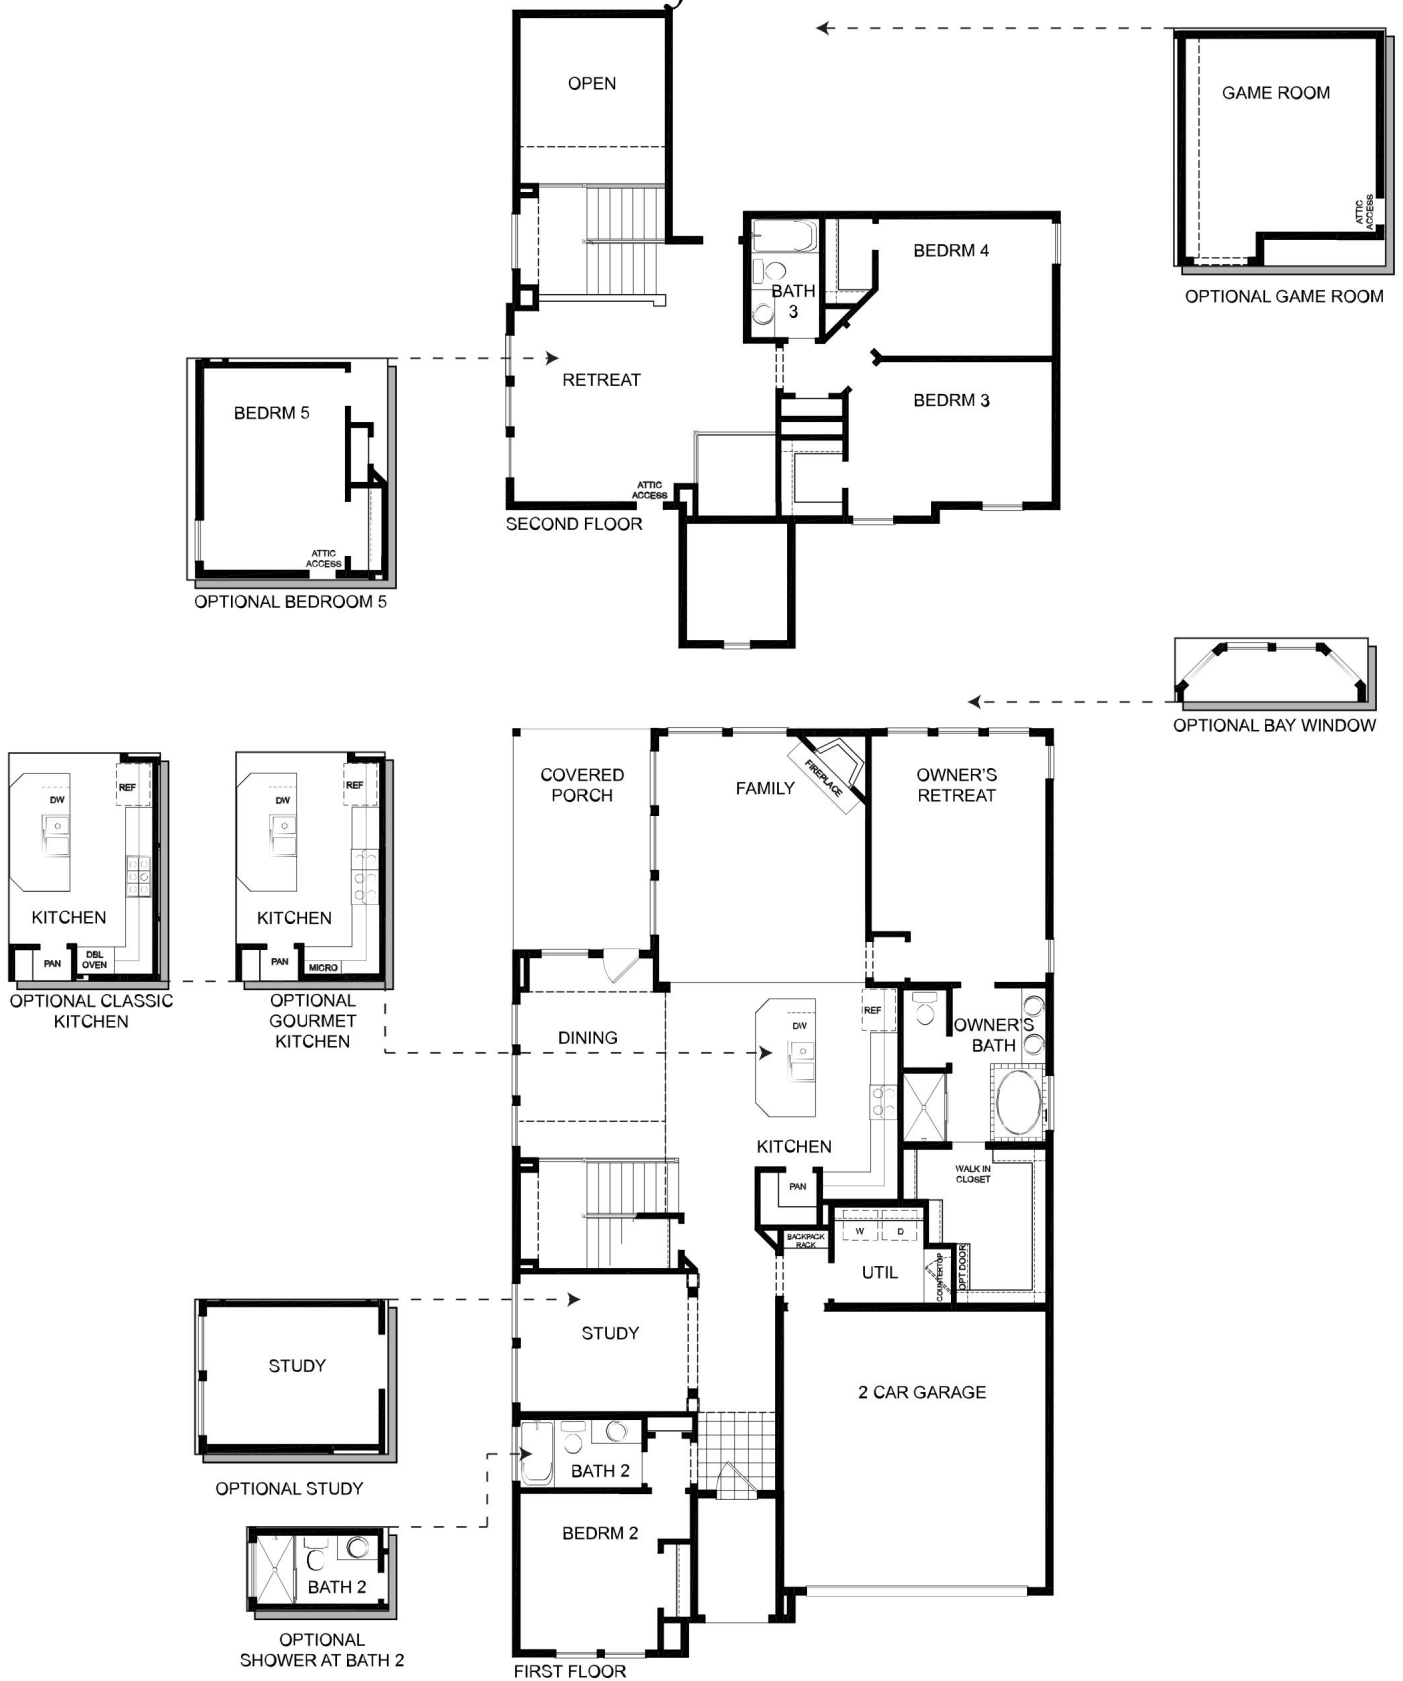 OPEN
GAME ROOM
ATTIC
ACCESS
OPTIONAL GAME ROOM
BEDRM 4
BATH
3
RETREAT
BEDRM 3
BEDRM 5
ATTIC
ACCESS
SECOND FLOOR
ATTIC
ACCESS
OPTIONAL BEDROOM 5
OPTIONAL BAY WINDOW
COVERED
PORCH
FAMILY
FIREPLACE
OWNER'S
RETREAT
REF
DW
KITCHEN
PAN
DBL
OVEN
OPTIONAL CLASSIC
KITCHEN
REF
DW
KITCHEN
PAN
MICRO
OPTIONAL
GOURMET
KITCHEN
DINING
REF
DW
KITCHEN
PAN
OWNER'S
BATH
WALK IN
CLOSET
BACKPACK
RACK
W
D
UTIL
COUNTERTOP
OPT DOOR
STUDY
STUDY
OPTIONAL STUDY
2 CAR GARAGE
BATH 2
BEDRM 2
BATH 2
OPTIONAL
SHOWER AT BATH 2
FIRST FLOOR